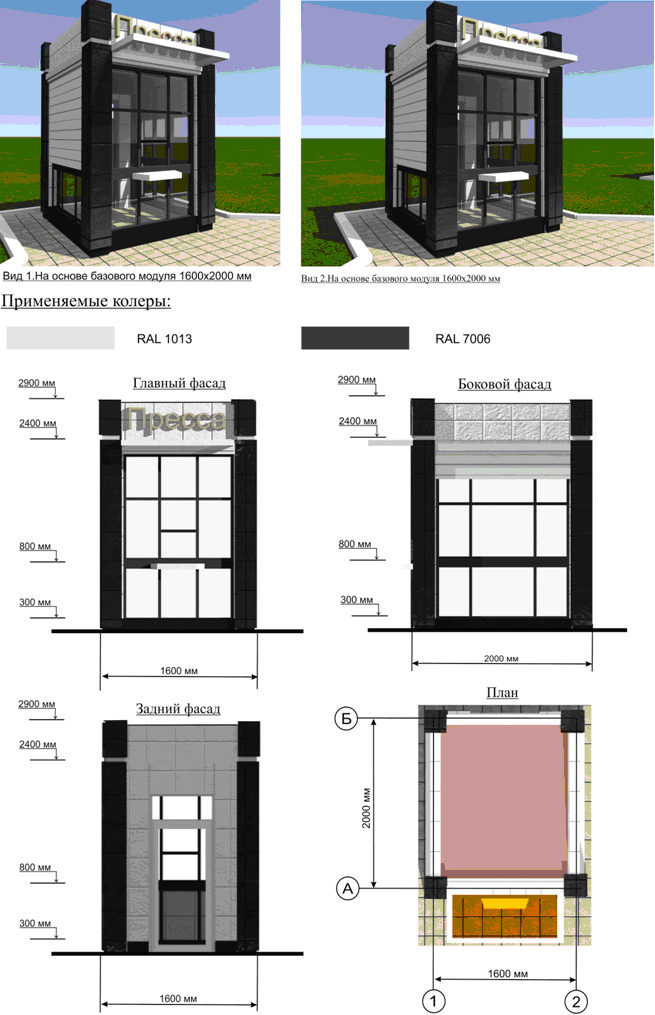 Пресса
Пресса
Вид 1.На основе базового модуля 1600х2000 мм
Вид 2.На основе базового модуля 1600х2000 мм
Применяемые колеры:
RAL 1013
RAL 7006
Главный фасад
Боковой фасад
2900 мм
2900 мм
Пресса
2400 мм
2400 мм
800 мм
800 мм
300 мм
300 мм
1600 мм
2000 мм
Задний фасад
План
2900 мм
Б
2400 мм
2000 мм
800 мм
А
300 мм
1600 мм
1600 мм
1
2